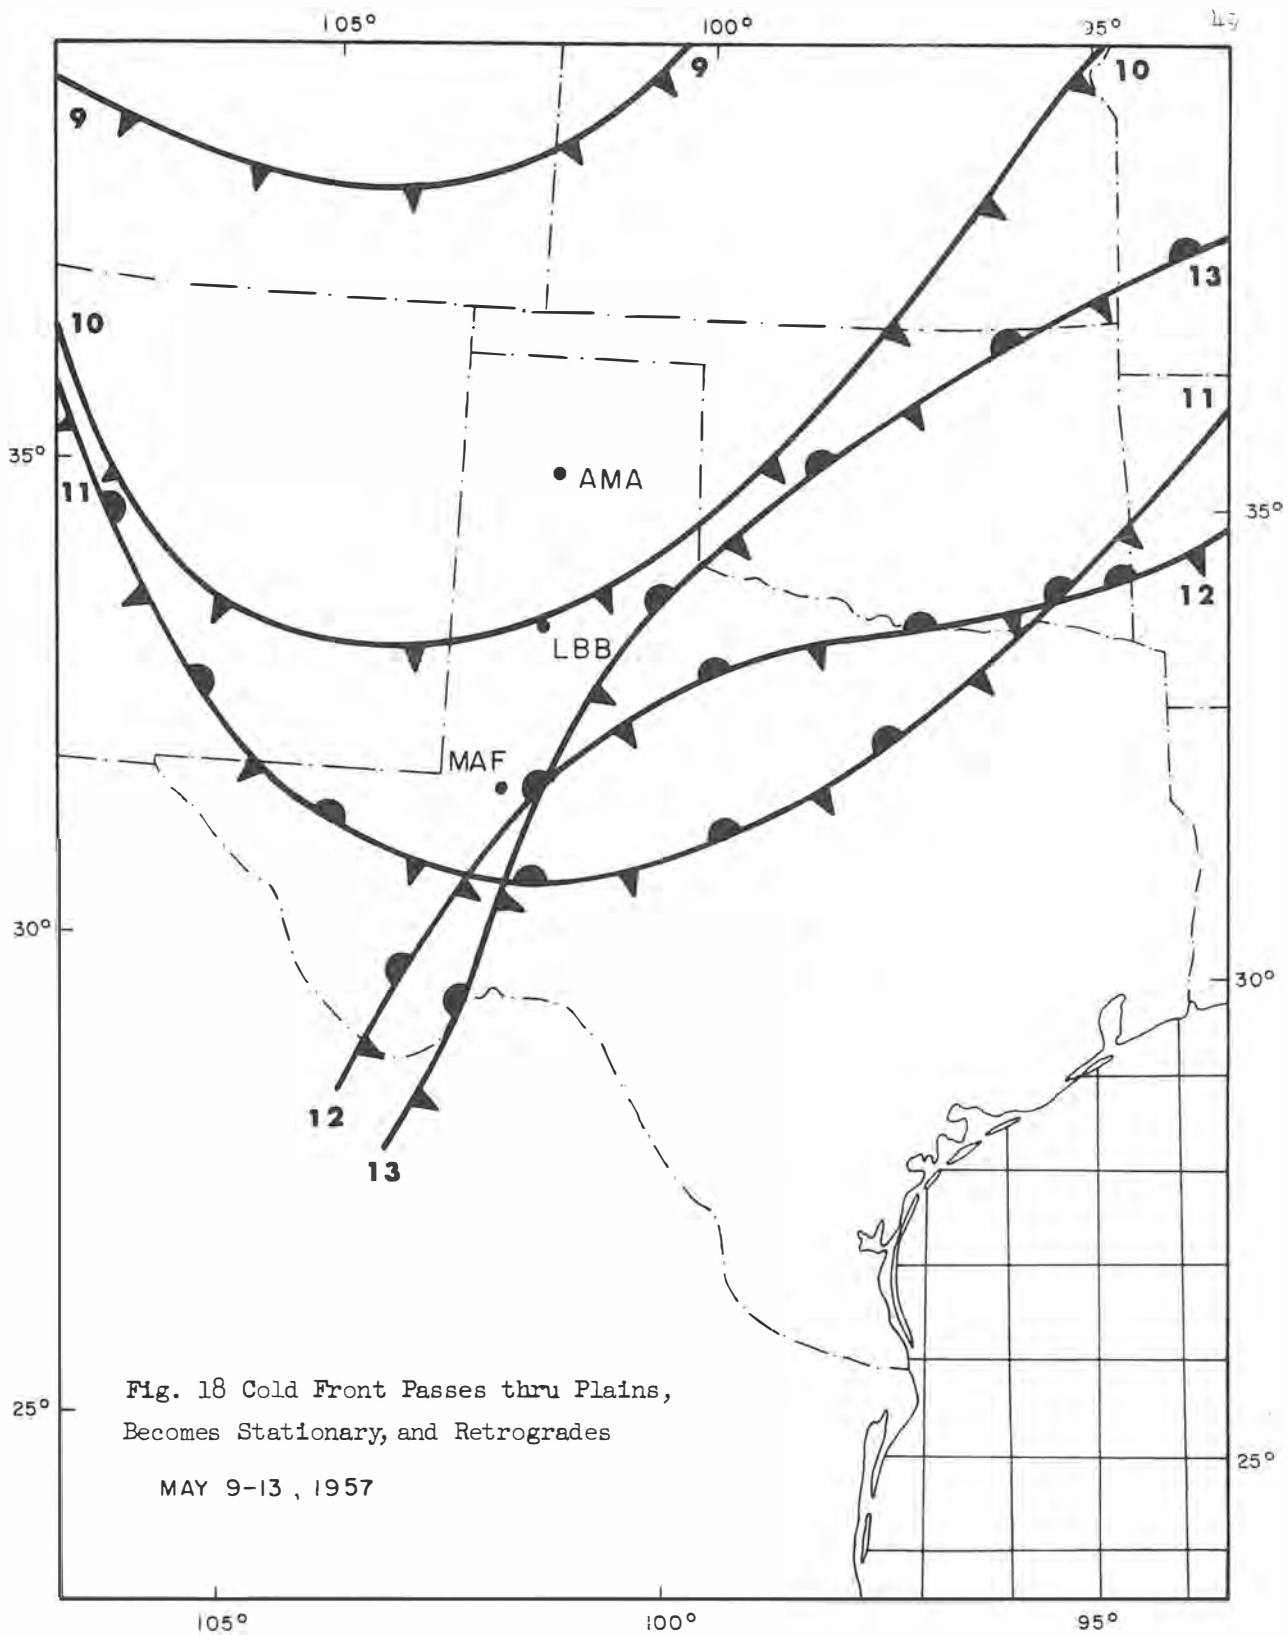 105° 100° 95°
9
9
10
13
10
11
35°
11
AMA
35°
12
LBB
MAF
30°
30°
12
13
Fig. 18 Cold Front Passes thru Plains,
Becomes Stationary, and Retrogrades
25°
25°
MAY 9-13, 1957
105° 100° 95°